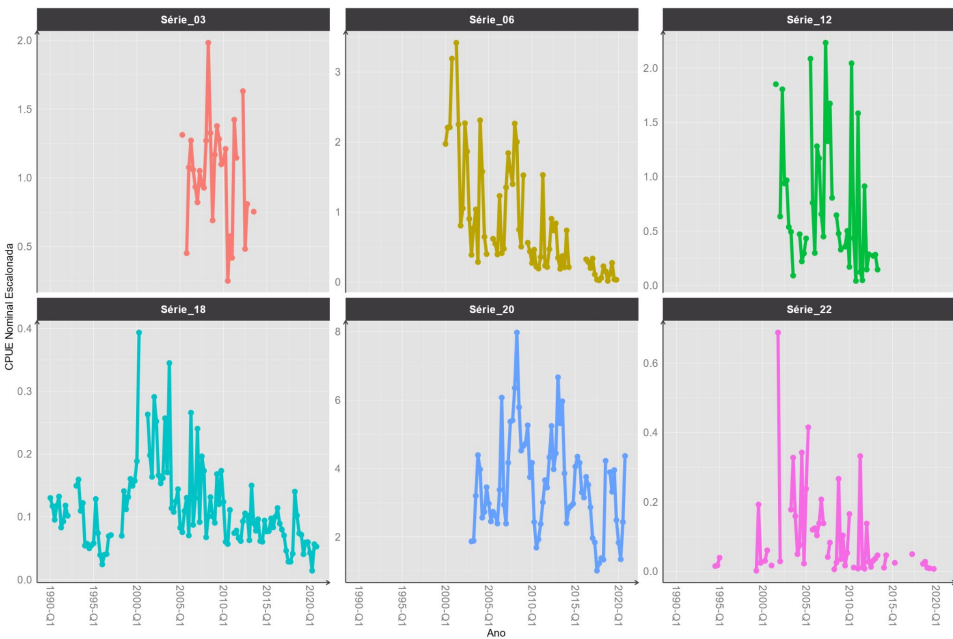 Série_03
Série_06
Série_12
2.0
1.5
1.0
0.5
3
2
1
0
2.0
1.5
1.0
0.5
0.0
CPUE Nominal Escalonada
Série_18
Série_20
Série_22
0.4
0.3
0.2
0.1
0.0
8
6
4
2
0.6
0.4
0.2
0.0
1990-Q1
1995-Q1
2000-Q1
2005-Q1
2010-Q1
2015-Q1
2020-Q1
1990-Q1
1995-Q1
2000-Q1
2005-Q1
2010-Q1
2015-Q1
2020-Q1
1990-Q1
1995-Q1
2000-Q1
2005-Q1
2010-Q1
2015-Q1
2020-Q1
Ano